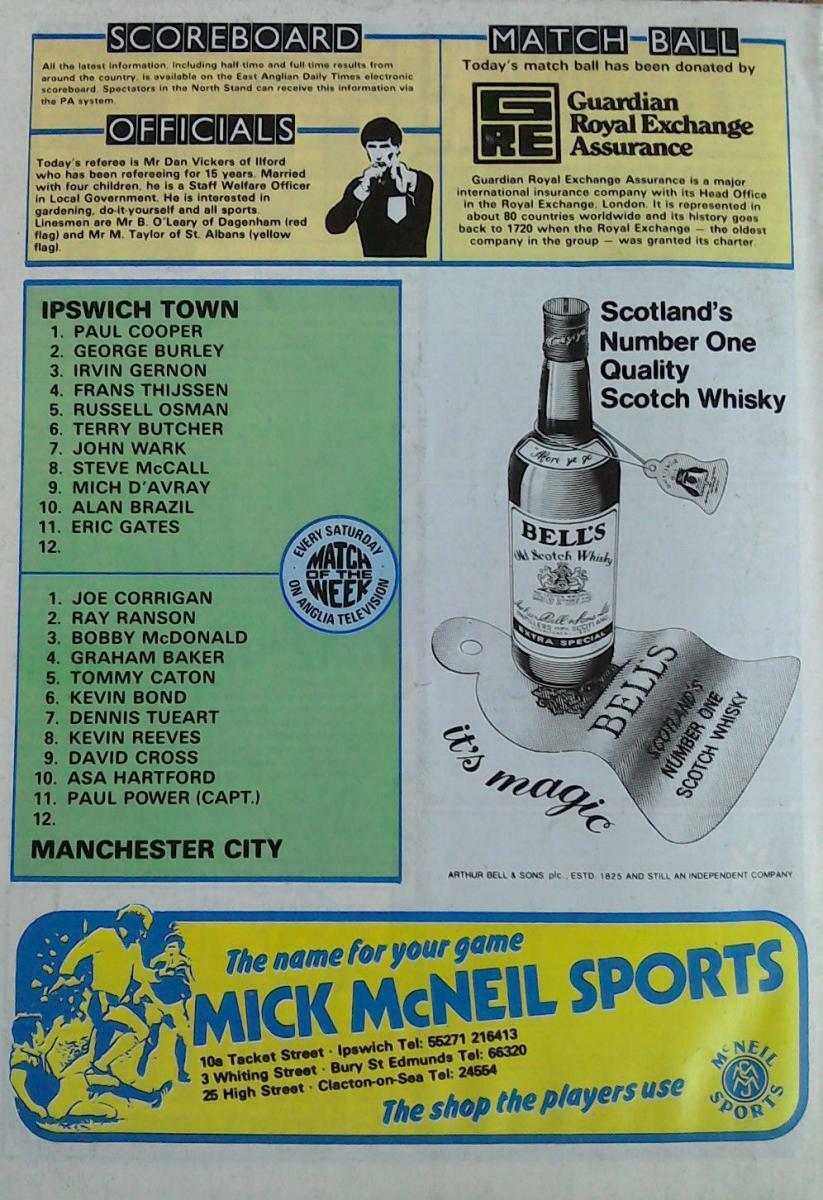 SCOREBOARD
All the latest information, including half-time and full-time results from
around the country, is available on the East Anglian Daily Times electronic
scoreboard. Spectators in the North Stand can receive this information via
the PA system.
OFFICIALS
Today's referee is Mr Dan Vickers of Ilford
who has been refereeing for 15 years. Married
with four children, he is a Staff Welfare Officer
in Local Government. He is interested in
gardening, do-it-yourself and all sports.
Linesmen are Mr B. O'Leary of Dagenham (red
flag) and Mr M. Taylor of St. Albans (yellow
flag).
MATCH BALL
Today's match ball has been donated by
GRE
Guardian
Royal Exchange
Assurance
Guardian Royal Exchange Assurance is a major
international insurance company with its Head Office
in the Royal Exchange, London. It is represented in
about 80 countries worldwide and its history goes
back to 1720 when the Royal Exchange — the oldest
company in the group — was granted its charter.
IPSWICH TOWN
1. PAUL COOPER
2. GEORGE BURLEY
3. IRVIN GERNON
4. FRANS THIJSSEN
5. RUSSELL OSMAN
6. TERRY BUTCHER
7. JOHN WARK
8. STEVE McCALL
9. MICH D'AVRAY
10. ALAN BRAZIL
11. ERIC GATES
12.
EVERY SATURDAY
MATCH
OF THE
WEEK
ON ANGLIA TELEVISION
1. JOE CORRIGAN
2. RAY RANSON
3. BOBBY McDONALD
4. GRAHAM BAKER
5. TOMMY CATON
6. KEVIN BOND
7. DENNIS TUEART
8. KEVIN REEVES
9. DAVID CROSS
10. ASA HARTFORD
11. PAUL POWER (CAPT.)
12.
MANCHESTER CITY
Scotland's
Number One
Quality
Scotch Whisky
Afore ye go
BELL'S
Old Scotch Whisky
EXTRA SPECIAL
BELL'S
SCOTLAND'S
NUMBER ONE
SCOTCH WHISKY
it's magic
ARTHUR BELL & SONS plc., ESTD. 1825 AND STILL AN INDEPENDENT COMPANY
The name for your game
MICK McNEIL SPORTS
10a Tacket Street · Ipswich Tel: 55271 216413
3 Whiting Street · Bury St Edmunds Tel: 66320
25 High Street · Clacton-on-Sea Tel: 24554
The shop the players use
McNEIL
SPORTS